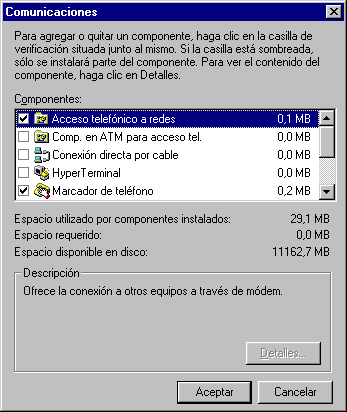 Comunicaciones
Para agregar o quitar un componente, haga clic en la casilla de
verificación situada junto al mismo. Si la casilla está sombreada,
sólo se instalará parte del componente. Para ver el contenido del
componente, haga clic en Detalles.
Componentes:
Acceso telefónico a redes 0,1 MB
Comp. en ATM para acceso tel. 0,0 MB
Conexión directa por cable 0,0 MB
HyperTerminal 0,0 MB
Marcador de teléfono 0,2 MB
Espacio utilizado por componentes instalados: 29,1 MB
Espacio requerido: 0,0 MB
Espacio disponible en disco: 11162,7 MB
Descripción
Ofrece la conexión a otros equipos a través de módem.
Detalles...
Aceptar Cancelar